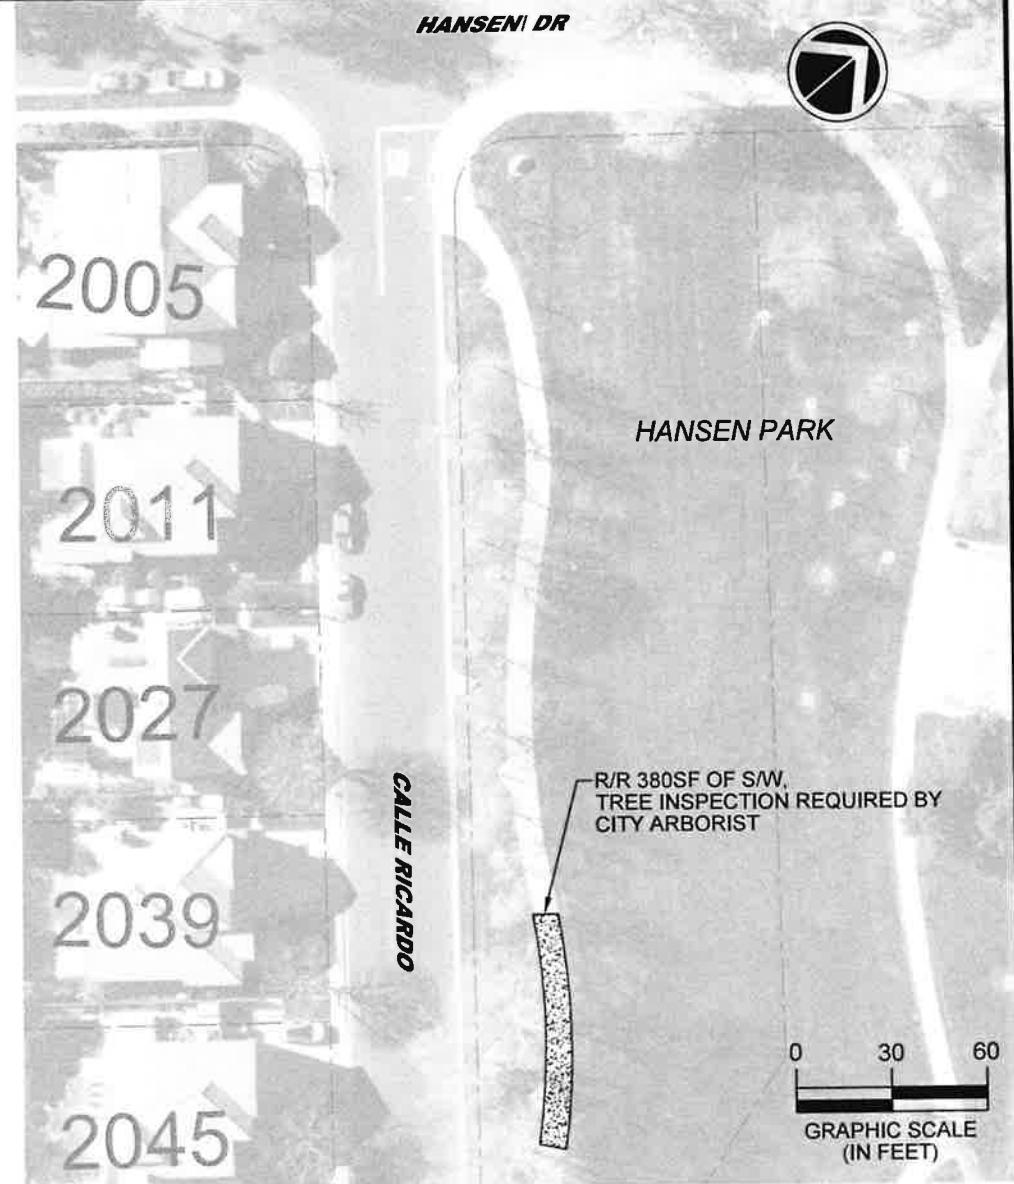 HANSEN DR
2005
HANSEN PARK
2011
2027
R/R 380SF OF S/W,
TREE INSPECTION REQUIRED BY
CITY ARBORIST
CALLE RICARDO
2039
0 30 60
GRAPHIC SCALE
(IN FEET)
2045